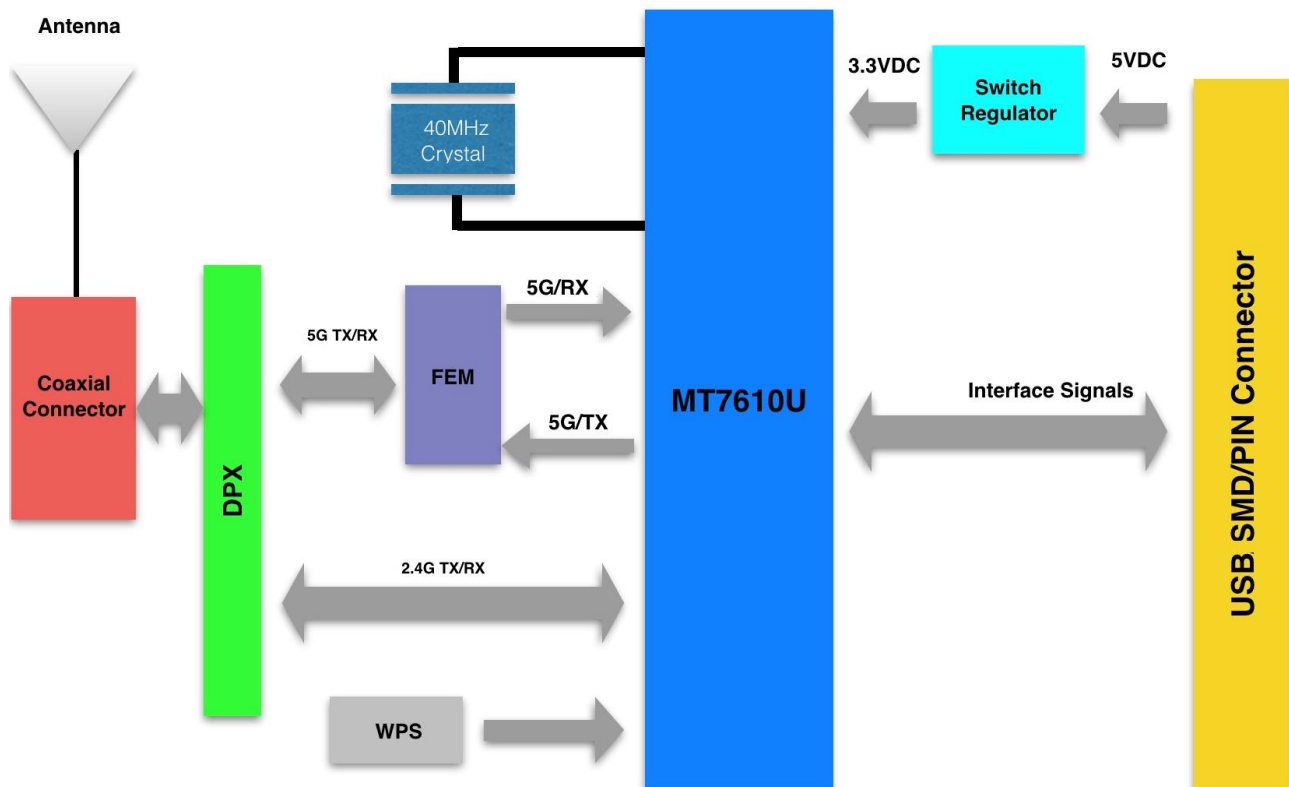 Antenna
40MHz
Crystal
3.3VDC
Switch
Regulator
5VDC
5G/RX
5G TX/RX
FEM
Coaxial
Connector
5G/TX
MT7610U
Interface Signals
DPX
USB SMD/PIN Connector
2.4G TX/RX
WPS